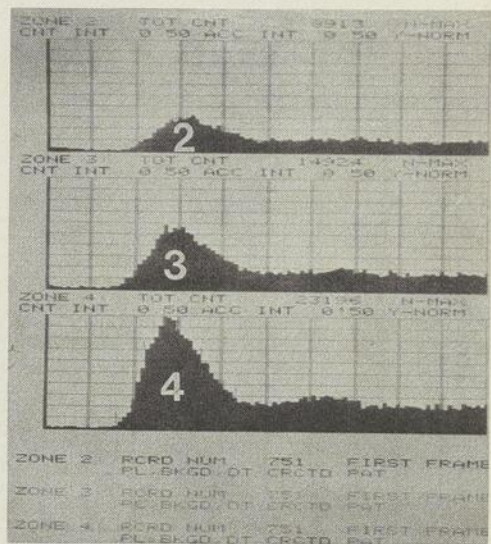 ZONE 2 TOT CNT 8913 N-MAX
CNT INT 0 50 ACC INT 0 50 Y-NORM
2
ZONE 3 TOT CNT 14924 N-MAX
CNT INT 0 50 ACC INT 0 50 Y-NORM
3
ZONE 4 TOT CNT 23196 N-MAX
CNT INT 0 50 ACC INT 0'50 Y-NORM
4
ZONE 2 RCRD NUM 751 FIRST FRAME
PL.BKGD.DT CRCTD PAT
ZONE 3 RCRD NUM 751 FIRST FRAME
PL.BKGD.DT CRCTD PAT
ZONE 4 RCRD NUM 751 FIRST FRAME
PL.BKGD.DT CRCTD PAT